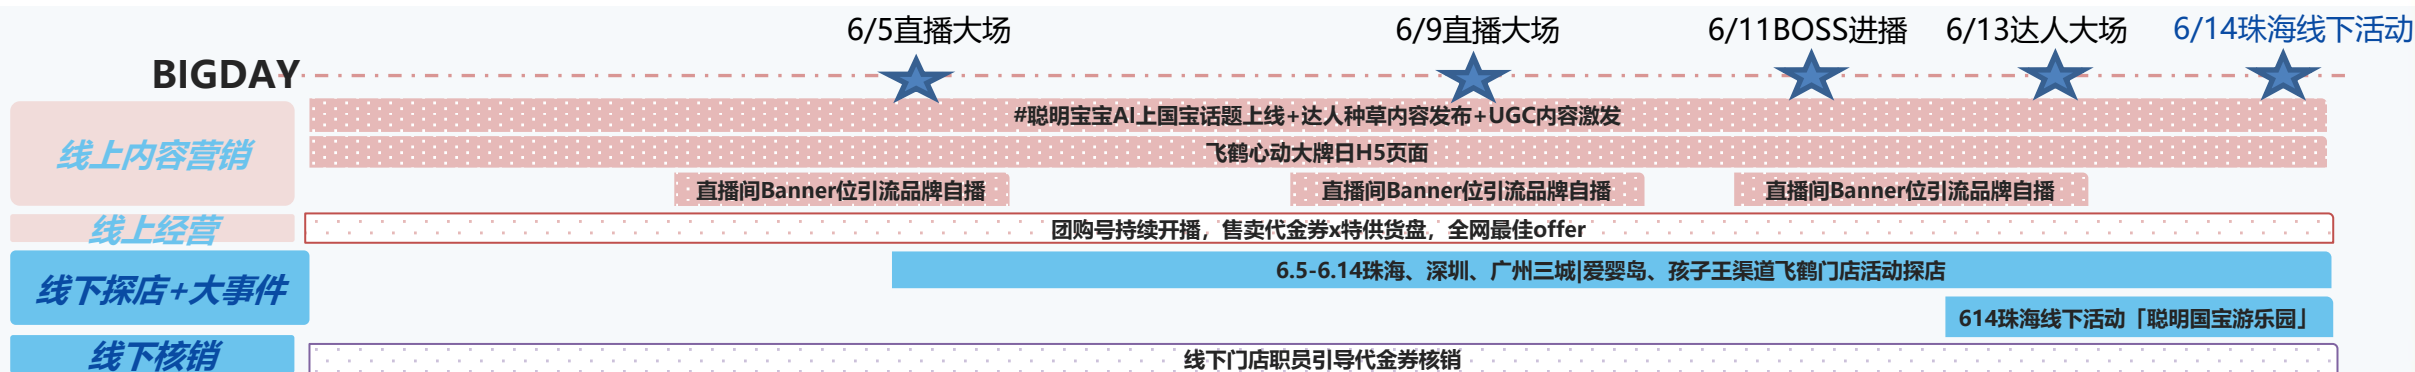 6/5直播大场
6/9直播大场
6/11BOSS进播
6/13达人大场
6/14珠海线下活动
BIGDAY
线上内容营销
#聪明宝宝AI上国宝话题上线+达人种草内容发布+UGC内容激发
飞鹤心动大牌日H5页面
直播间Banner位引流品牌自播
直播间Banner位引流品牌自播
直播间Banner位引流品牌自播
线上经营
团购号持续开播，售卖代金券x特供货盘，全网最佳offer
线下探店+大事件
6.5-6.14珠海、深圳、广州三城|爱婴岛、孩子王渠道飞鹤门店活动探店
614珠海线下活动「聪明国宝游乐园」
线下核销
线下门店职员引导代金券核销